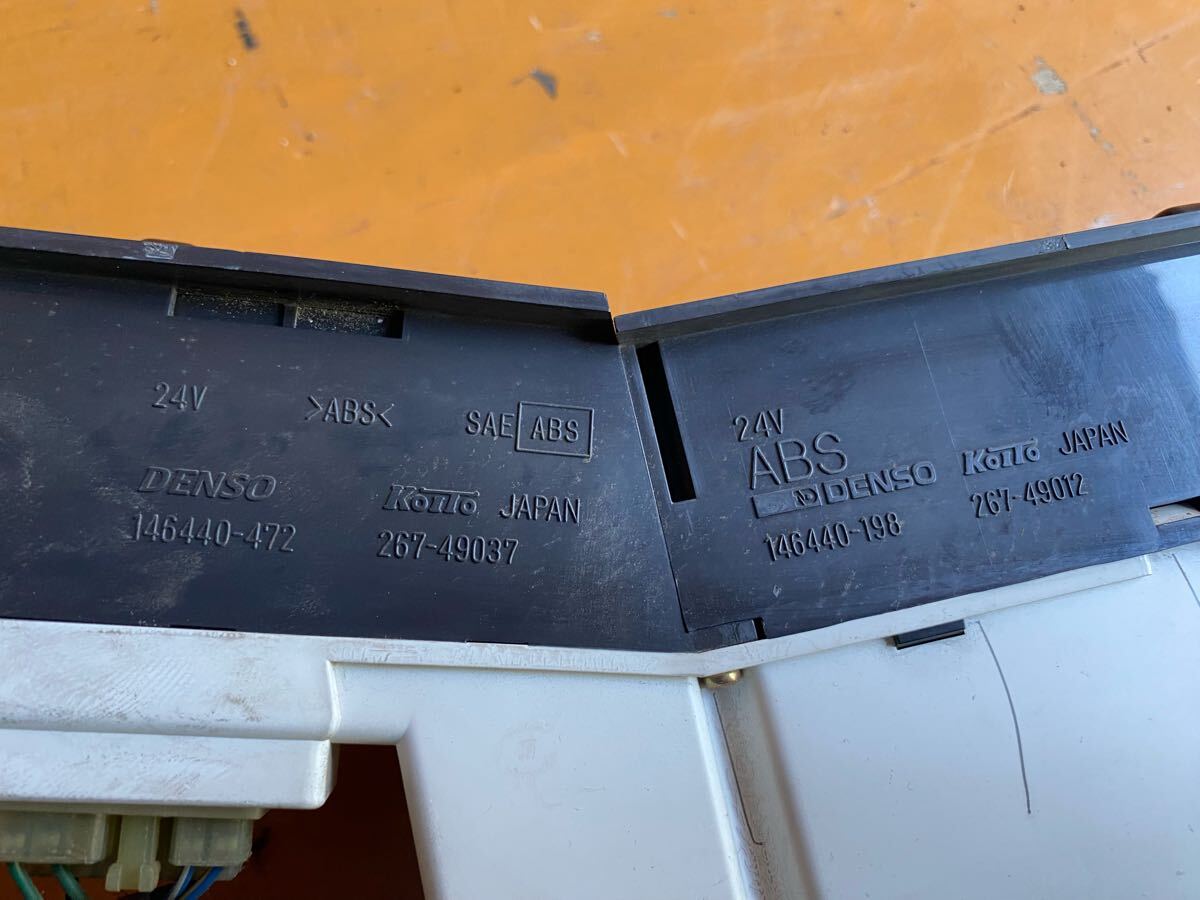 24V >ABS< SAE ABS
DENSO KOITO JAPAN
146440-472 267-49037
24V
ABS
ND DENSO KOITO JAPAN
146440-198 267-49012